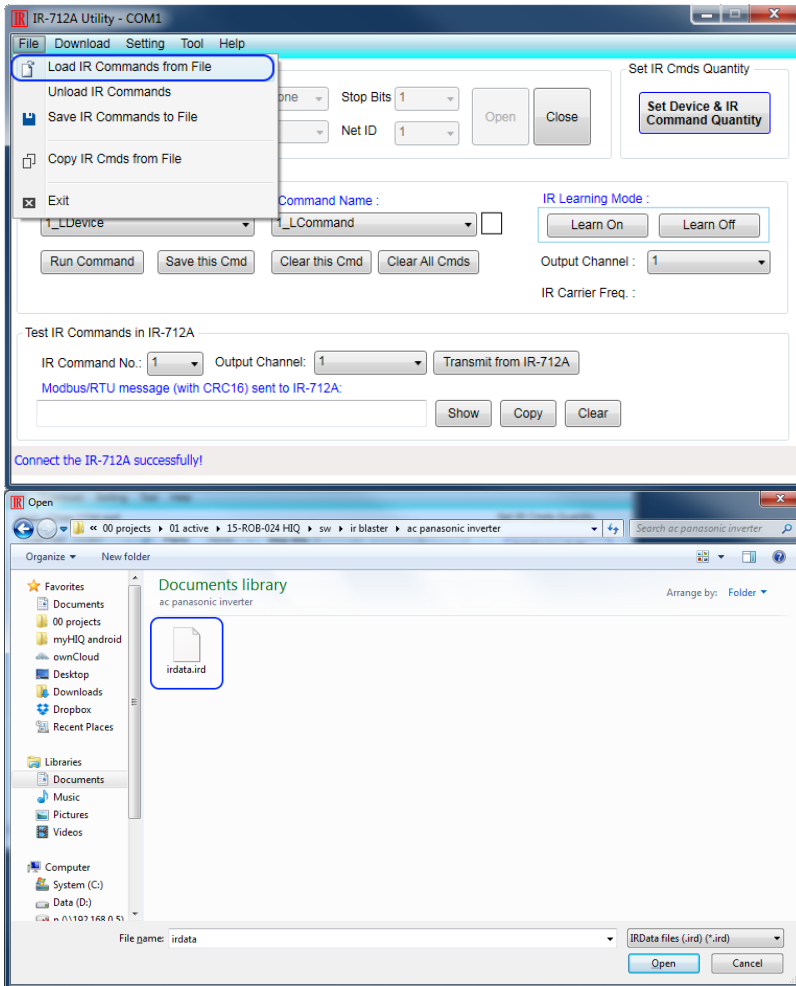 IR IR-712A Utility - COM1
File Download Setting Tool Help
Load IR Commands from File
Unload IR Commands
Save IR Commands to File
Copy IR Cmds from File
Exit
Stop Bits 1
Net ID 1
Open
Close
Set IR Cmds Quantity
Set Device & IR
Command Quantity
Command Name :
IR Learning Mode :
1_LDevice
1_LCommand
Learn On
Learn Off
Run Command
Save this Cmd
Clear this Cmd
Clear All Cmds
Output Channel : 1
IR Carrier Freq. :
Test IR Commands in IR-712A
IR Command No.: 1
Output Channel: 1
Transmit from IR-712A
Modbus/RTU message (with CRC16) sent to IR-712A:
Show
Copy
Clear
Connect the IR-712A successfully!
IR Open
« 00 projects 01 active 15-ROB-024 HIQ sw ir blaster ac panasonic inverter
Search ac panasonic inverter
Organize
New folder
Favorites
Documents
00 projects
myHIQ android
ownCloud
Desktop
Downloads
Dropbox
Recent Places
Libraries
Documents
Music
Pictures
Videos
Computer
System (C:)
Data (D:)
Documents library
ac panasonic inverter
Arrange by: Folder
irdata.ird
File name: irdata
IRData files (.ird) (*.ird)
Open
Cancel